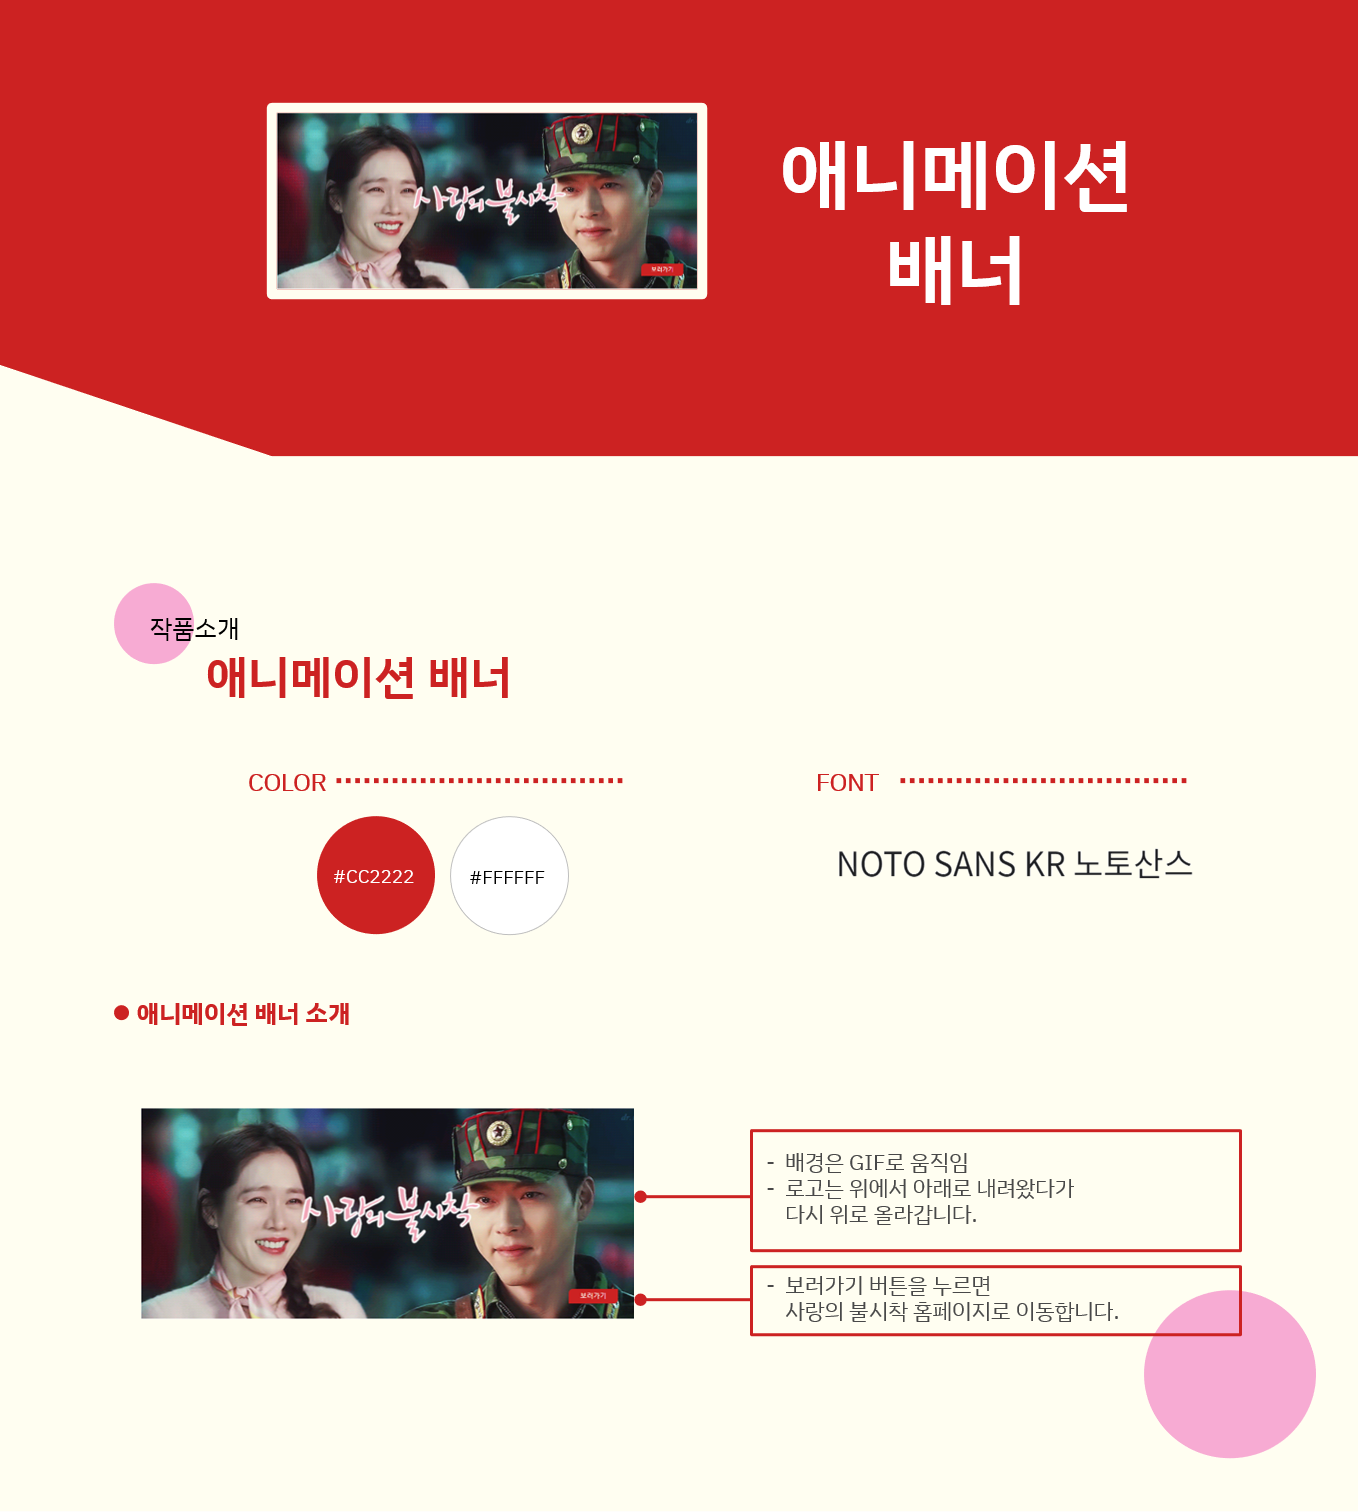 사랑의 불시착
보러가기
애니메이션
배너
작품소개
애니메이션 배너
COLOR
#CC2222
#FFFFFF
FONT
NOTO SANS KR 노토산스
애니메이션 배너 소개
사랑의 불시착
보러가기
- 배경은 GIF로 움직임
- 로고는 위에서 아래로 내려왔다가
다시 위로 올라갑니다.
- 보러가기 버튼을 누르면
사랑의 불시착 홈페이지로 이동합니다.